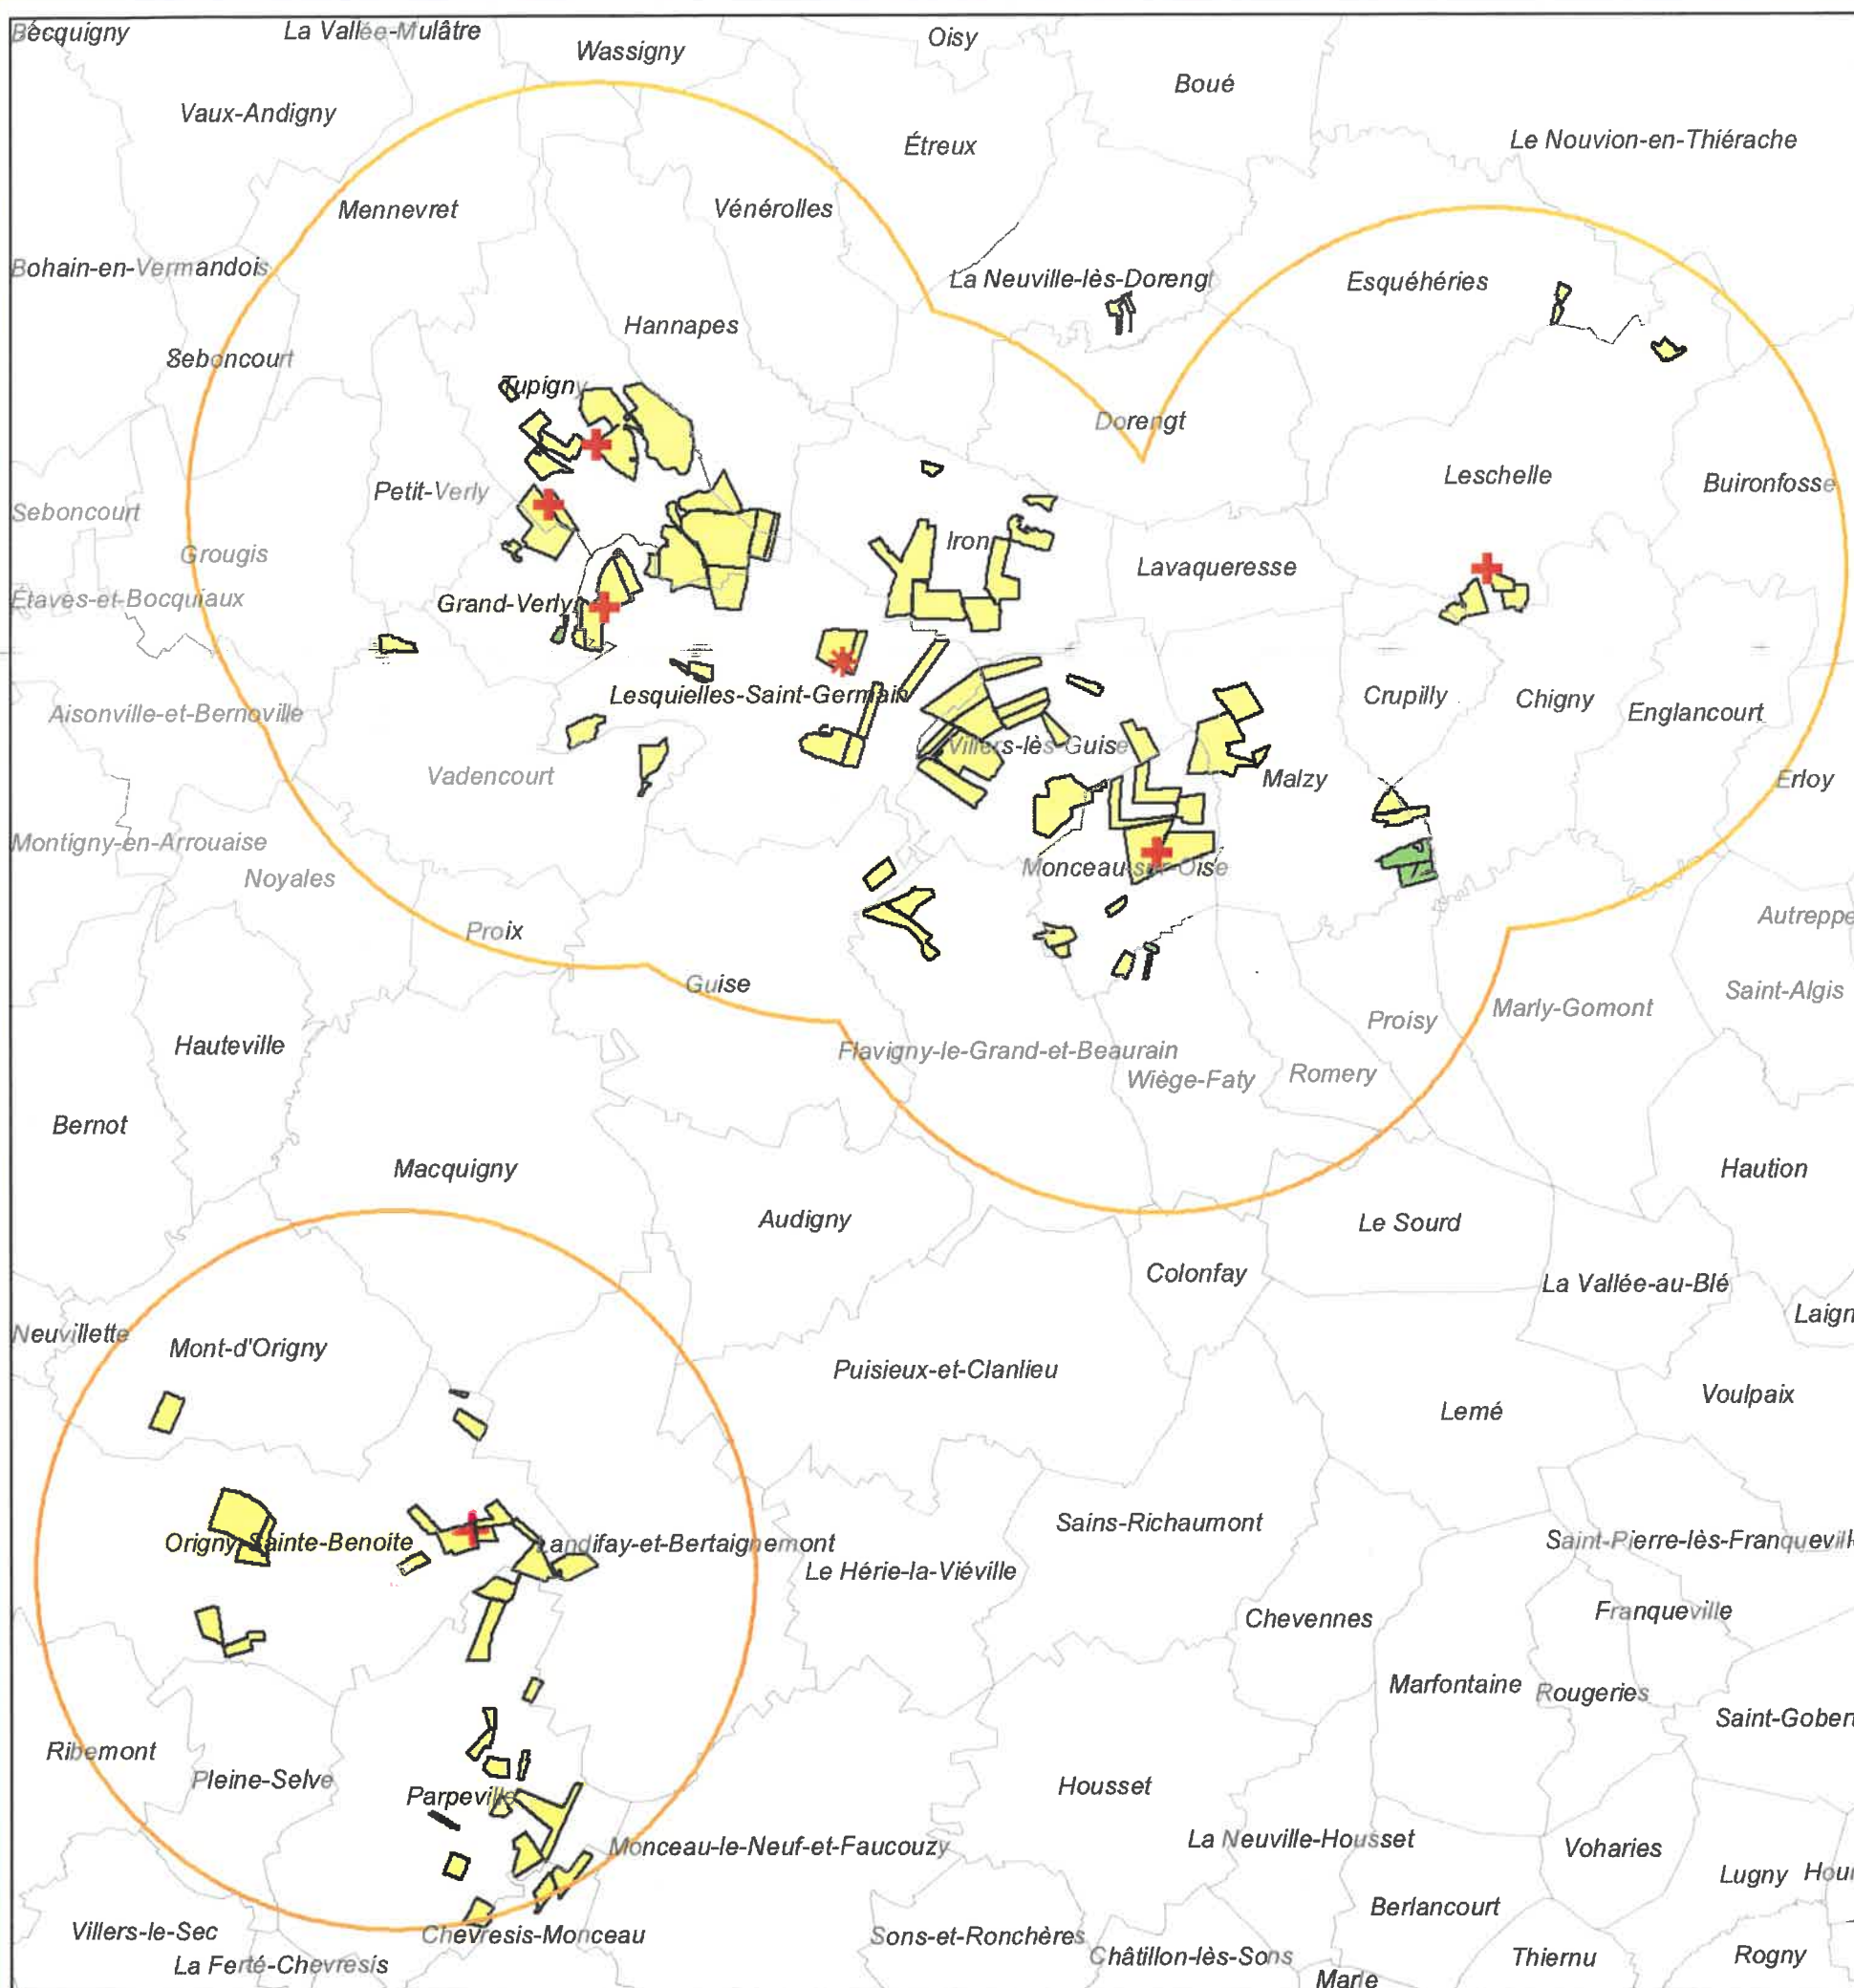 Bécquigny
La Vallée-Mulâtre
Wassigny
Oisy
Boué
Vaux-Andigny
Étreux
Le Nouvion-en-Thiérache
Mennevret
Vénérolles
Bohain-en-Vermandois
La Neuville-lès-Dorengt
Esquéhéries
Hannapes
Seboncourt
Tupigny
Dorengt
Petit-Verly
Leschelle
Buironfosse
Seboncourt
Iron
Grougis
Lavaqueresse
Étaves-et-Bocquiaux
Grand-Verly
Lesquielles-Saint-Germain
Crupilly
Chigny
Englancourt
Aisonville-et-Bernoville
Villers-lès-Guise
Vadencourt
Malzy
Erloy
Montigny-en-Arrouaise
Noyales
Monceau-sur-Oise
Autreppe
Proix
Guise
Saint-Algis
Marly-Gomont
Proisy
Hauteville
Flavigny-le-Grand-et-Beaurain
Wiège-Faty
Romery
Bernot
Macquigny
Haution
Audigny
Le Sourd
Colonfay
La Vallée-au-Blé
Laign
Neuvillette
Mont-d'Origny
Puisieux-et-Clanlieu
Voulpaix
Lemé
Sains-Richaumont
Origny-Sainte-Benoite
Landifay-et-Bertaignemont
Saint-Pierre-lès-Franquevill
Le Hérie-la-Viéville
Franqueville
Chevennes
Marfontaine
Rougeries
Saint-Gober
Ribemont
Pleine-Selve
Housset
Parpeville
La Neuville-Housset
Monceau-le-Neuf-et-Faucouzy
Voharies
Lugny
Hou
Berlancourt
Villers-le-Sec
Chevresis-Monceau
Sons-et-Ronchères
Châtillon-lès-Sons
Thiernu
Rogny
La Ferté-Chevresis
Marle